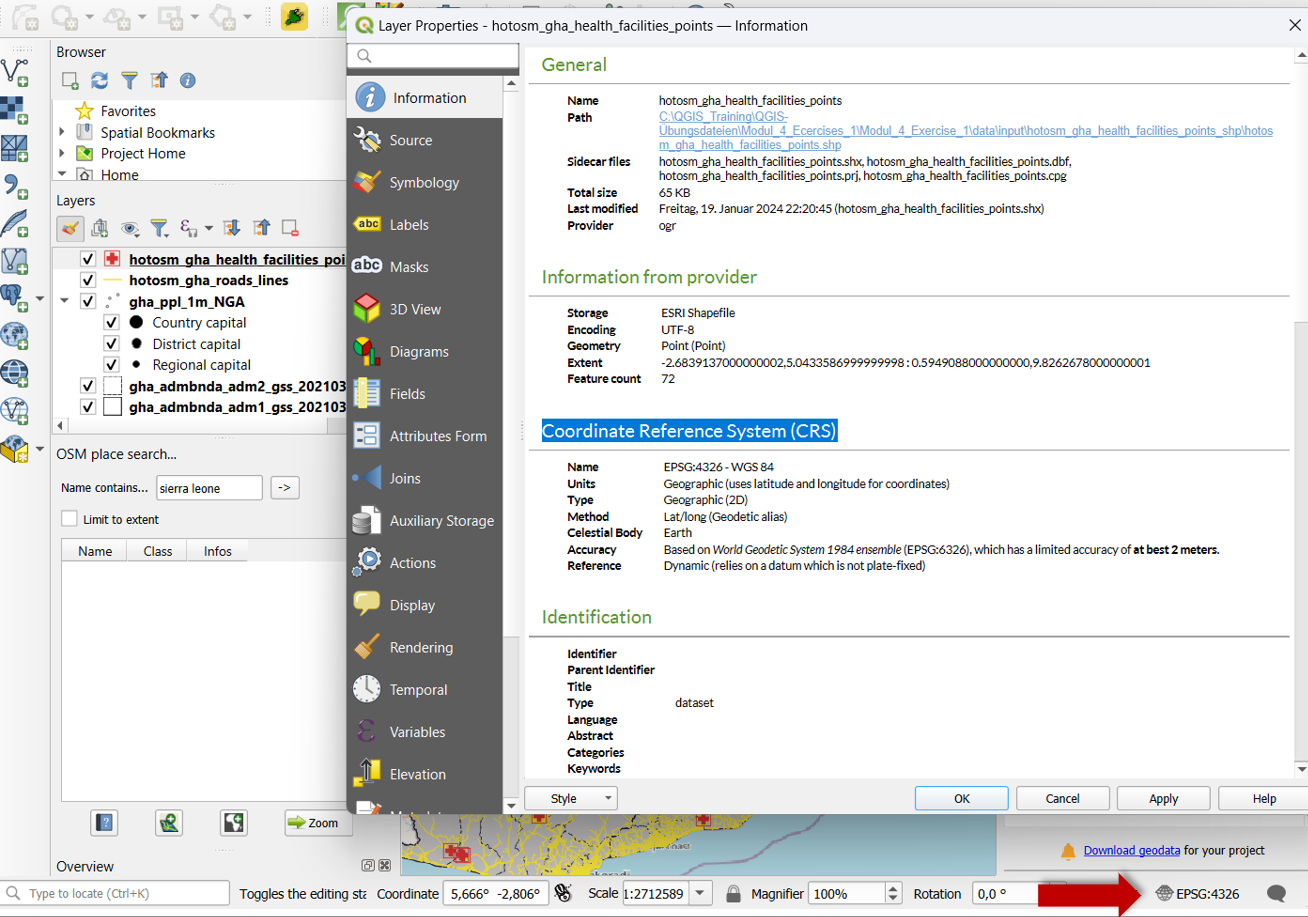 Layer Properties - hotosm_gha_health_facilities_points — Information
Browser
Favorites
Spatial Bookmarks
Project Home
Home
Layers
hotosm_gha_health_facilities_poi
hotosm_gha_roads_lines
gha_ppl_1m_NGA
Country capital
District capital
Regional capital
gha_admbnda_adm2_gss_202103
gha_admbnda_adm1_gss_202103
OSM place search...
Name contains... sierra leone ->
Limit to extent
Name Class Infos
Zoom
Overview
Information
Source
Symbology
abc Labels
abc Masks
3D View
Diagrams
Fields
Attributes Form
Joins
Auxiliary Storage
Actions
Display
Rendering
Temporal
Variables
Elevation
General
Name hotosm_gha_health_facilities_points
Path C:\QGIS_Training\QGIS-
Übungsdateien\Modul_4_Ecercises_1\Modul_4_Exercise_1\data\input\hotosm_gha_health_facilities_points_shp\hotos
m_gha_health_facilities_points.shp
Sidecar files hotosm_gha_health_facilities_points.shx, hotosm_gha_health_facilities_points.dbf,
hotosm_gha_health_facilities_points.prj, hotosm_gha_health_facilities_points.cpg
Total size 65 KB
Last modified Freitag, 19. Januar 2024 22:20:45 (hotosm_gha_health_facilities_points.shx)
Provider ogr
Information from provider
Storage ESRI Shapefile
Encoding UTF-8
Geometry Point (Point)
Extent -2.6839137000000002,5.0433586999999998 : 0.5949088000000000,9.8262678000000001
Feature count 72
Coordinate Reference System (CRS)
Name EPSG:4326 - WGS 84
Units Geographic (uses latitude and longitude for coordinates)
Type Geographic (2D)
Method Lat/long (Geodetic alias)
Celestial Body Earth
Accuracy Based on World Geodetic System 1984 ensemble (EPSG:6326), which has a limited accuracy of at best 2 meters.
Reference Dynamic (relies on a datum which is not plate-fixed)
Identification
Identifier
Parent Identifier
Title
Type dataset
Language
Abstract
Categories
Keywords
Style OK Cancel Apply Help
Download geodata for your project
Type to locate (Ctrl+K) Toggles the editing sta Coordinate 5,666° -2,806° Scale 1:2712589 Magnifier 100% Rotation 0,0 ° EPSG:4326